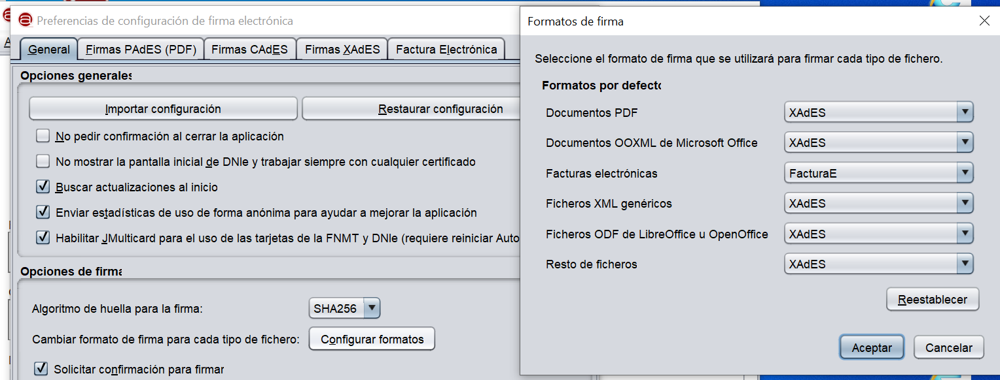 Preferencias de configuración de firma electrónica
General
Firmas PAdES (PDF)
Firmas CAdES
Firmas XAdES
Factura Electrónica
Opciones generales
Importar configuración
Restaurar configuración
No pedir confirmación al cerrar la aplicación
No mostrar la pantalla inicial de DNIe y trabajar siempre con cualquier certificado
Buscar actualizaciones al inicio
Enviar estadísticas de uso de forma anónima para ayudar a mejorar la aplicación
Habilitar JMulticard para el uso de las tarjetas de la FNMT y DNIe (requiere reiniciar Auto
Opciones de firma
Algoritmo de huella para la firma:
SHA256
Cambiar formato de firma para cada tipo de fichero:
Configurar formatos
Solicitar confirmación para firmar
Formatos de firma
Seleccione el formato de firma que se utilizará para firmar cada tipo de fichero.
Formatos por defecto
Documentos PDF
XAdES
Documentos OOXML de Microsoft Office
XAdES
Facturas electrónicas
FacturaE
Ficheros XML genéricos
XAdES
Ficheros ODF de LibreOffice u OpenOffice
XAdES
Resto de ficheros
XAdES
Reestablecer
Aceptar
Cancelar